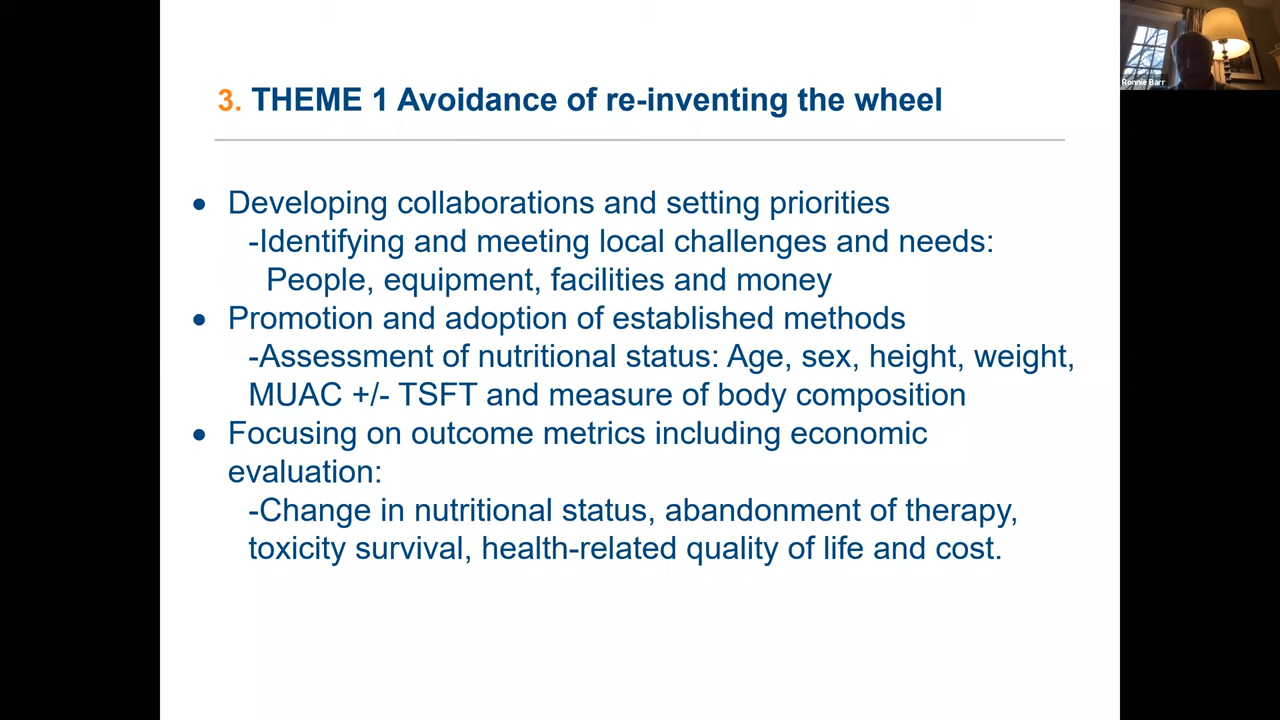 3. THEME 1 Avoidance of re-inventing the wheel
• Developing collaborations and setting priorities
-Identifying and meeting local challenges and needs:
People, equipment, facilities and money
• Promotion and adoption of established methods
-Assessment of nutritional status: Age, sex, height, weight,
MUAC +/- TSFT and measure of body composition
• Focusing on outcome metrics including economic
evaluation:
-Change in nutritional status, abandonment of therapy,
toxicity survival, health-related quality of life and cost.
Ronnie Barr